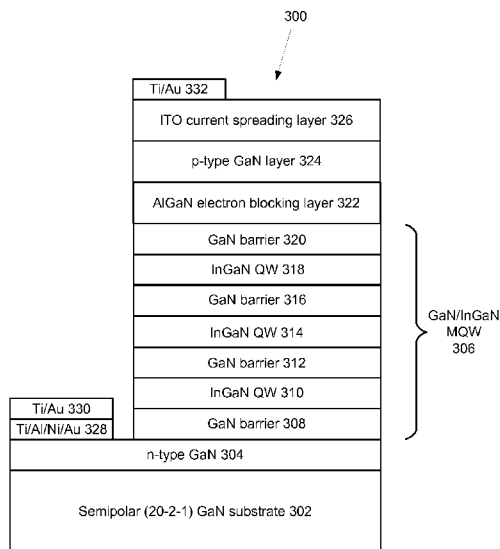 300
Ti/Au 332
ITO current spreading layer 326
p-type GaN layer 324
AlGaN electron blocking layer 322
GaN barrier 320
InGaN QW 318
GaN barrier 316
InGaN QW 314
GaN barrier 312
InGaN QW 310
GaN barrier 308
GaN/InGaN
MQW
306
Ti/Au 330
Ti/Al/Ni/Au 328
n-type GaN 304
Semipolar (20-2-1) GaN substrate 302